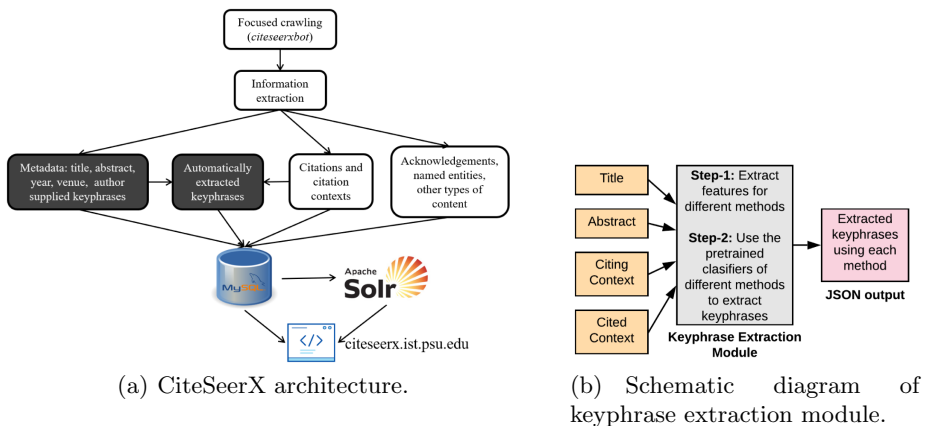 Focused crawling
(citeseerxbot)
Information
extraction
Metadata: title, abstract,
year, venue, author
supplied keyphrases
Automatically
extracted
keyphrases
Citations and
citation
contexts
Acknowledgements,
named entities,
other types of
content
MySQL
Apache
Solr
</>
citeseerx.ist.psu.edu
(a) CiteSeerX architecture.
Title
Abstract
Citing
Context
Cited
Context
Step-1: Extract
features for
different methods
Step-2: Use the
pretrained clasifiers of
different methods
to extract
keyphrases
Keyphrase Extraction
Module
Extracted
keyphrases
using each
method
JSON output
(b) Schematic diagram of
keyphrase extraction module.